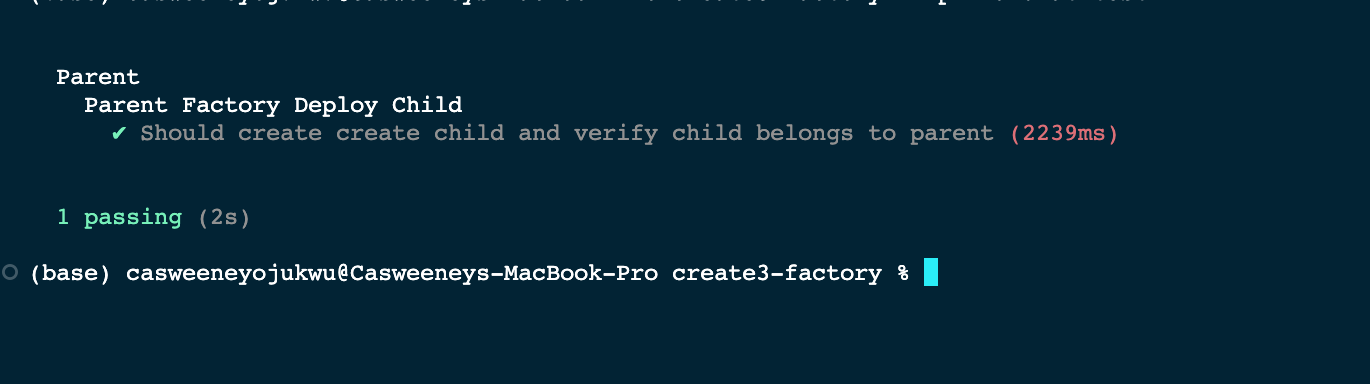 Parent
Parent Factory Deploy Child
✔ Should create create child and verify child belongs to parent (2239ms)
1 passing (2s)
(base) casweeneyojukwu@Casweeneys-MacBook-Pro create3-factory %